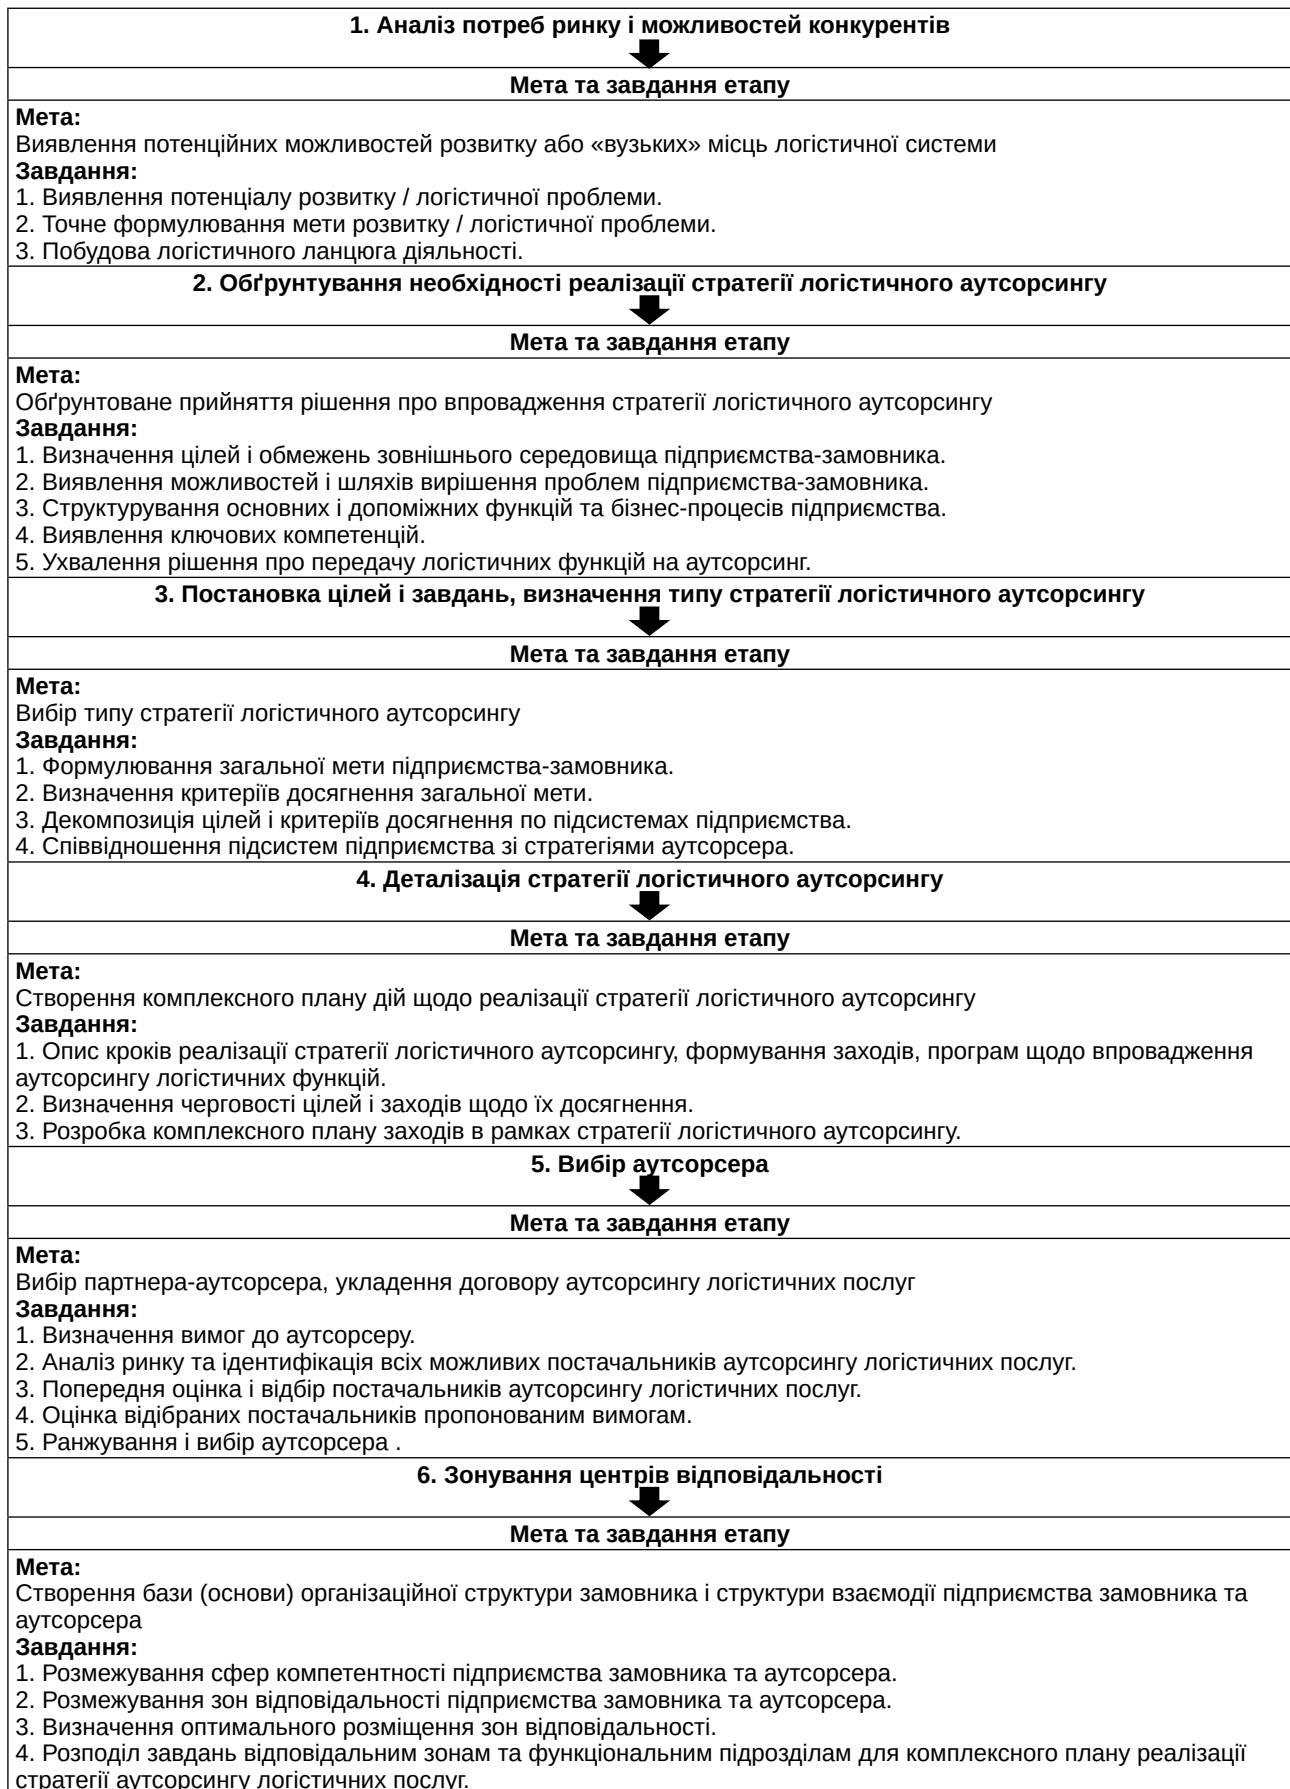 1. Аналіз потреб ринку і можливостей конкурентів
Мета та завдання етапу
Мета:
Виявлення потенційних можливостей розвитку або «вузьких» місць логістичної системи
Завдання:
1. Виявлення потенціалу розвитку / логістичної проблеми.
2. Точне формулювання мети розвитку / логістичної проблеми.
3. Побудова логістичного ланцюга діяльності.
2. Обґрунтування необхідності реалізації стратегії логістичного аутсорсингу
Мета та завдання етапу
Мета:
Обґрунтоване прийняття рішення про впровадження стратегії логістичного аутсорсингу
Завдання:
1. Визначення цілей і обмежень зовнішнього середовища підприємства-замовника.
2. Виявлення можливостей і шляхів вирішення проблем підприємства-замовника.
3. Структурування основних і допоміжних функцій та бізнес-процесів підприємства.
4. Виявлення ключових компетенцій.
5. Ухвалення рішення про передачу логістичних функцій на аутсорсинг.
3. Постановка цілей і завдань, визначення типу стратегії логістичного аутсорсингу
Мета та завдання етапу
Мета:
Вибір типу стратегії логістичного аутсорсингу
Завдання:
1. Формулювання загальної мети підприємства-замовника.
2. Визначення критеріїв досягнення загальної мети.
3. Декомпозиція цілей і критеріїв досягнення по підсистемах підприємства.
4. Співвідношення підсистем підприємства зі стратегіями аутсорсера.
4. Деталізація стратегії логістичного аутсорсингу
Мета та завдання етапу
Мета:
Створення комплексного плану дій щодо реалізації стратегії логістичного аутсорсингу
Завдання:
1. Опис кроків реалізації стратегії логістичного аутсорсингу, формування заходів, програм щодо впровадження
аутсорсингу логістичних функцій.
2. Визначення черговості цілей і заходів щодо їх досягнення.
3. Розробка комплексного плану заходів в рамках стратегії логістичного аутсорсингу.
5. Вибір аутсорсера
Мета та завдання етапу
Мета:
Вибір партнера-аутсорсера, укладення договору аутсорсингу логістичних послуг
Завдання:
1. Визначення вимог до аутсорсеру.
2. Аналіз ринку та ідентифікація всіх можливих постачальників аутсорсингу логістичних послуг.
3. Попередня оцінка і відбір постачальників аутсорсингу логістичних послуг.
4. Оцінка відібраних постачальників пропонованим вимогам.
5. Ранжування і вибір аутсорсера .
6. Зонування центрів відповідальності
Мета та завдання етапу
Мета:
Створення бази (основи) організаційної структури замовника і структури взаємодії підприємства замовника та
аутсорсера
Завдання:
1. Розмежування сфер компетентності підприємства замовника та аутсорсера.
2. Розмежування зон відповідальності підприємства замовника та аутсорсера.
3. Визначення оптимального розміщення зон відповідальності.
4. Розподіл завдань відповідальним зонам та функціональним підрозділам для комплексного плану реалізації
стратегії аутсорсингу логістичних послуг.